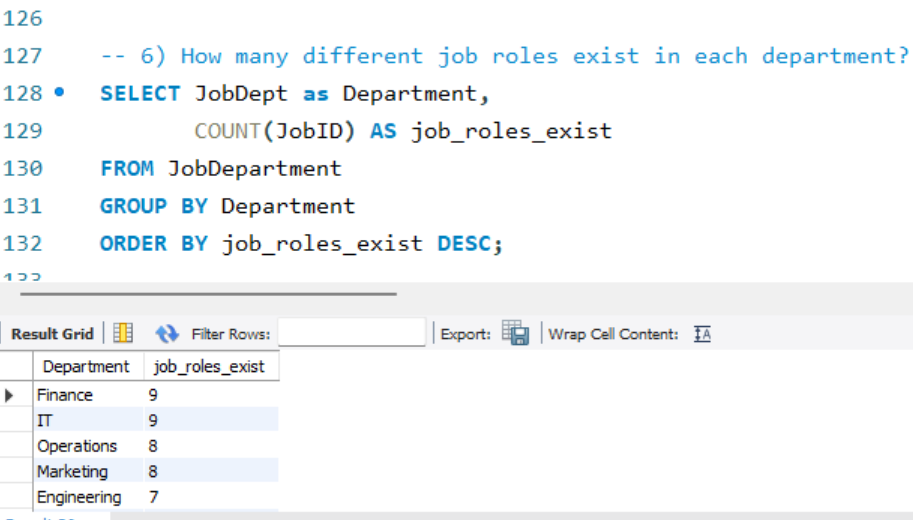 126
127 -- 6) How many different job roles exist in each department?
128 SELECT JobDept as Department,
129 COUNT(JobID) AS job_roles_exist
130 FROM JobDepartment
131 GROUP BY Department
132 ORDER BY job_roles_exist DESC;
133
Result Grid Filter Rows: Export: Wrap Cell Content: IA
Department job_roles_exist
Finance 9
IT 9
Operations 8
Marketing 8
Engineering 7